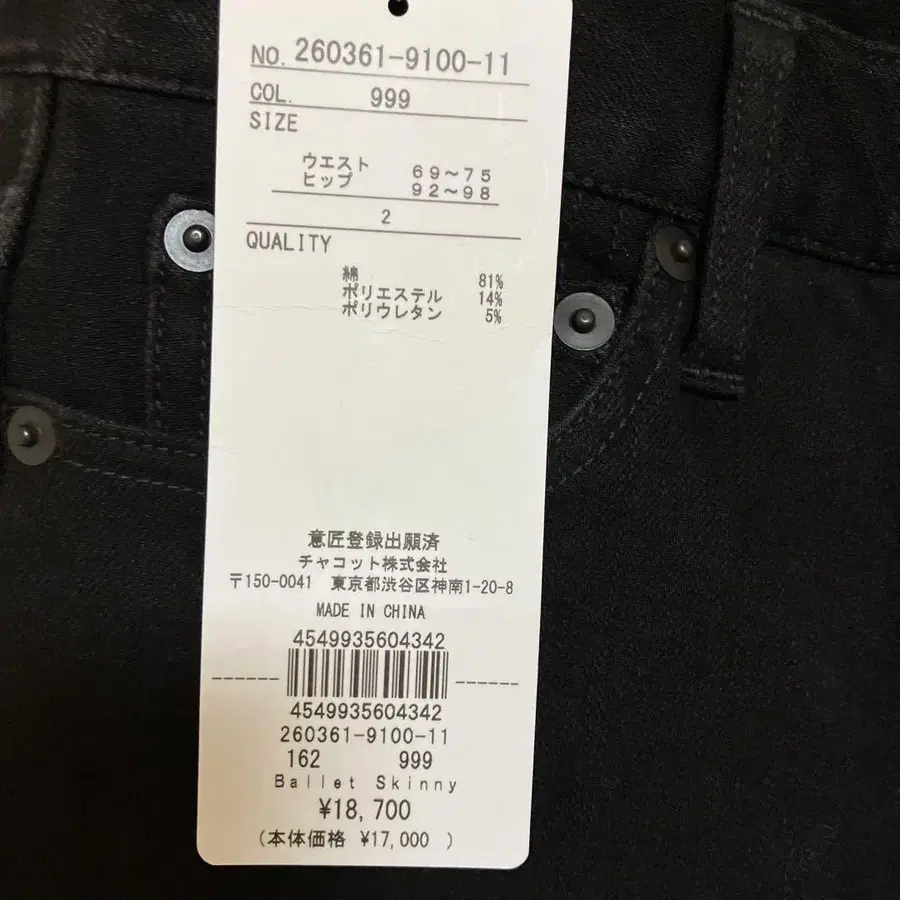 NO. 260361-9100-11
COL. 999
SIZE
ウエスト 69～75
ヒップ 92～98
2
QUALITY
綿 81%
ポリエステル 14%
ポリウレタン 5%
意匠登録出願済
チャコット株式会社
〒150-0041 東京都渋谷区神南1-20-8
MADE IN CHINA
4549935604342
4549935604342
260361-9100-11
162 999
Ballet Skinny
¥18,700
(本体価格 ¥17,000 )